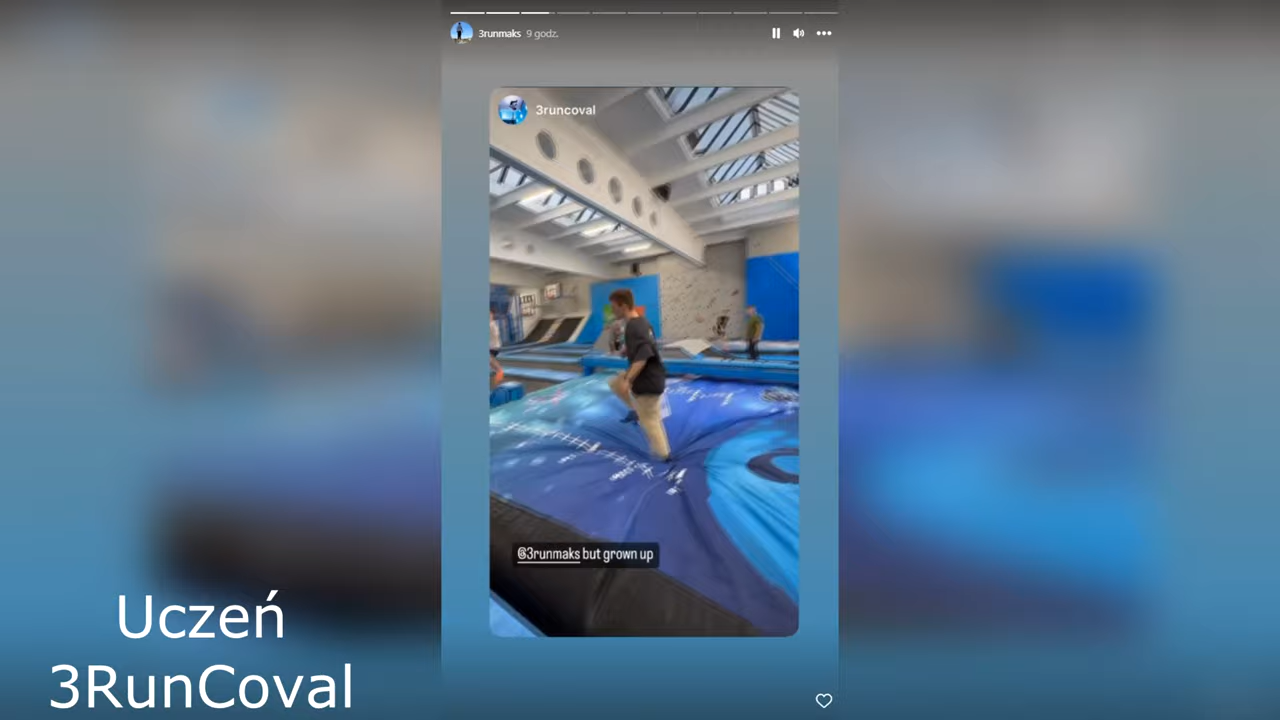 3runmaks 9 godz.
3runcoval
@3runmaks but grown up
Uczeń
3RunCoval